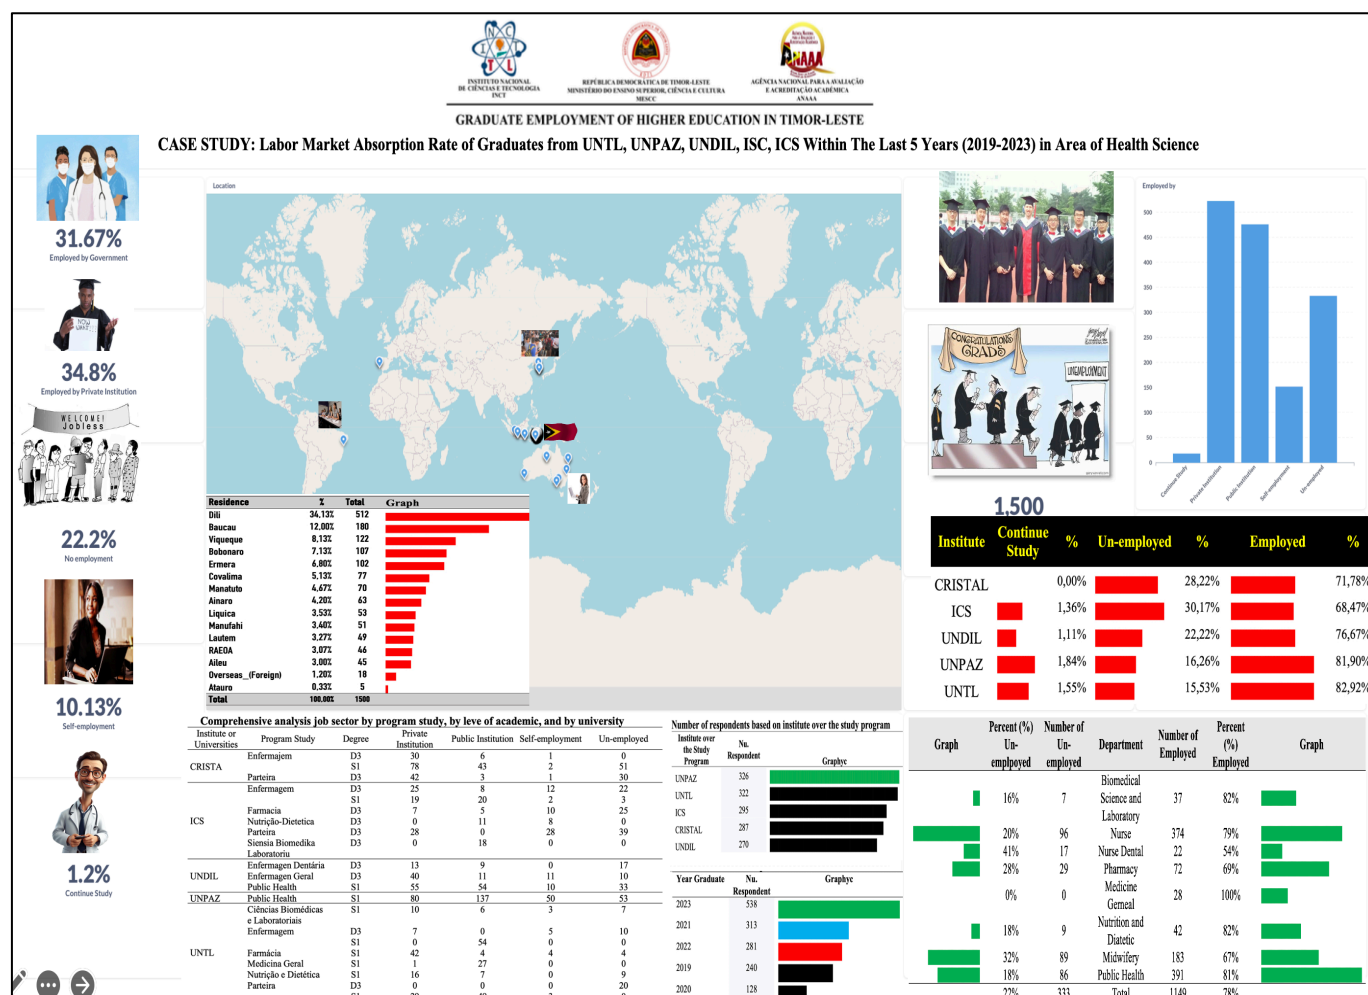 INSTITUTO NACIONAL
DE CIÊNCIAS E TECNOLOGIA
INCT
REPÚBLICA DEMOCRÁTICA DE TIMOR-LESTE
MINISTÉRIO DO ENSINO SUPERIOR, CIÊNCIA E CULTURA
MESCC
AGÊNCIA NACIONAL PARA A AVALIAÇÃO
E ACREDITAÇÃO ACADÉMICA
ANAAA
GRADUATE EMPLOYMENT OF HIGHER EDUCATION IN TIMOR-LESTE
CASE STUDY: Labor Market Absorption Rate of Graduates from UNTL, UNPAZ, UNDIL, ISC, ICS Within The Last 5 Years (2019-2023) in Area of Health Science
31.67%
Employed by Government
34.8%
Employed by Private Institution
WELCOME!
Jobless
22.2%
No employment
10.13%
Self-employment
1.2%
Continue Study
Location
Residence % Total Graph
Dili 34,13% 512
Baucau 12,00% 180
Viqueque 8,13% 122
Bobonaro 7,13% 107
Ermera 6,80% 102
Covalima 5,13% 77
Manatuto 4,67% 70
Ainaro 4,20% 63
Liquica 3,53% 53
Manufahi 3,40% 51
Lautem 3,27% 49
RAEOA 3,07% 46
Aileu 3,00% 45
Overseas_(Foreign) 1,20% 18
Atauro 0,33% 5
Total 100,00% 1500
CONGRATULATIONS
GRADS
UNEMPLOYMENT
1,500
Employed by
500
450
400
350
300
250
200
150
100
50
0
Continue Study
Private Institution
Public Institution
Self-employment
Un-employed
Institute Continue Study % Un-employed % Employed %
CRISTAL 0,00% 28,22% 71,78%
ICS 1,36% 30,17% 68,47%
UNDIL 1,11% 22,22% 76,67%
UNPAZ 1,84% 16,26% 81,90%
UNTL 1,55% 15,53% 82,92%
Comprehensive analysis job sector by program study, by leve of academic, and by university
Institute or Universities Program Study Degree Private Institution Public Institution Self-employment Un-employed
CRISTA Enfermajem D3 30 6 1 0
S1 78 43 2 51
Parteira D3 42 3 1 30
ICS Enfermagem D3 25 8 12 22
S1 19 20 2 3
Farmacia D3 7 5 10 25
Nutrição-Dietetica D3 0 11 8 0
Parteira D3 28 0 28 39
Siensia Biomedika Laboratoriu D3 0 18 0 0
UNDIL Enfermagen Dentária D3 13 9 0 17
Enfermagen Geral D3 40 11 11 10
Public Health S1 55 54 10 33
UNPAZ Public Health S1 80 137 50 53
UNTL Ciências Biomédicas e Laboratoriais S1 10 6 3 7
Enfermagem D3 7 0 5 10
S1 0 54 0 0
Farmácia S1 42 4 4 4
Medicina Geral S1 1 27 0 0
Nutrição e Dietética S1 16 7 0 9
Parteira D3 0 0 0 20
Number of respondents based on institute over the study program
Institute over the Study Program Nu. Respondent Graphyc
UNPAZ 326
UNTL 322
ICS 295
CRISTAL 287
UNDIL 270
Year Graduate Nu. Respondent Graphyc
2023 538
2021 313
2022 281
2019 240
2020 128
Graph Percent (%) Un-emplpoyed Number of Un-employed Department Number of Employed Percent (%) Employed Graph
16% 7 Biomedical Science and Laboratory 37 82%
20% 96 Nurse 374 79%
41% 17 Nurse Dental 22 54%
28% 29 Pharmacy 72 69%
0% 0 Medicine Gerneal 28 100%
18% 9 Nutrition and Diatetic 42 82%
32% 89 Midwifery 183 67%
18% 86 Public Health 391 81%
22% 333 Total 1149 78%